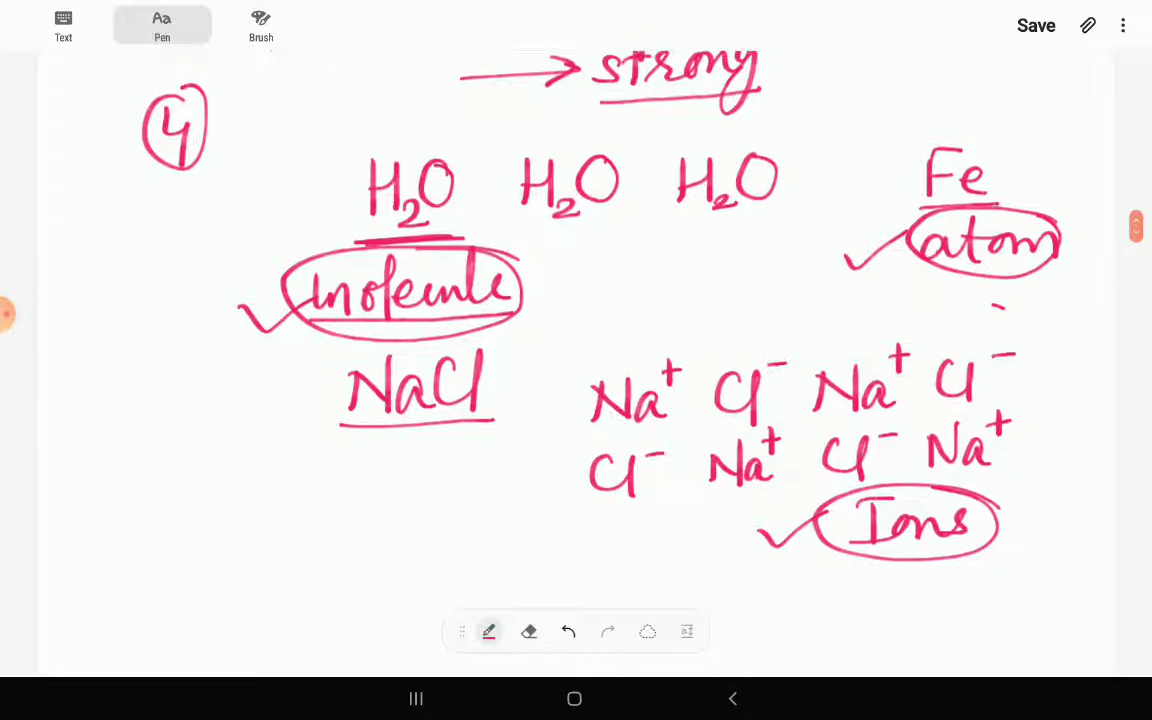 Text
Aa
Pen
Brush
Save
→ strong
4
H₂O H₂O H₂O
Fe
atom
molecule
NaCl
Na⁺ Cl⁻ Na⁺ Cl⁻
Cl⁻ Na⁺ Cl⁻ Na⁺
Ions